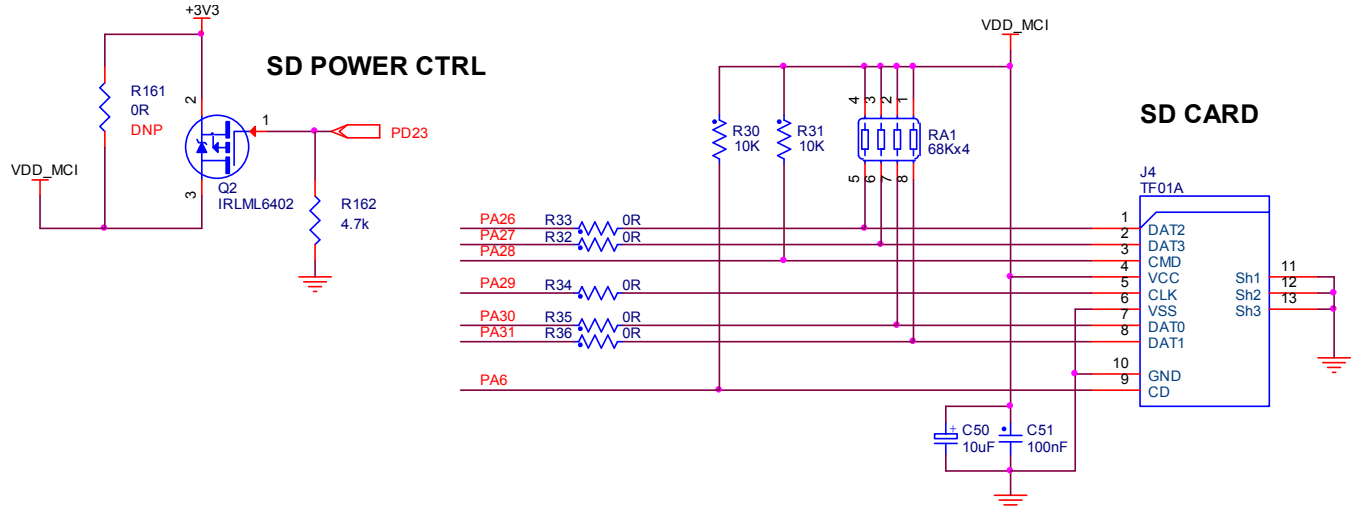 +3V3
SD POWER CTRL
R161
0R
DNP
2
1
PD23
VDD_MCI
3
Q2
IRLML6402
R162
4.7k
VDD_MCI
SD CARD
4 3 2 1
R30
10K
R31
10K
RA1
68Kx4
5 6 7 8
J4
TF01A
PA26 R33 0R 1 DAT2
PA27 R32 0R 2 DAT3
PA28 3 CMD
4 VCC Sh1 11
PA29 R34 0R 5 CLK Sh2 12
6 VSS Sh3 13
PA30 R35 0R 7 DAT0
PA31 R36 0R 8 DAT1
10 GND
PA6 9 CD
+
C50
10uF
C51
100nF